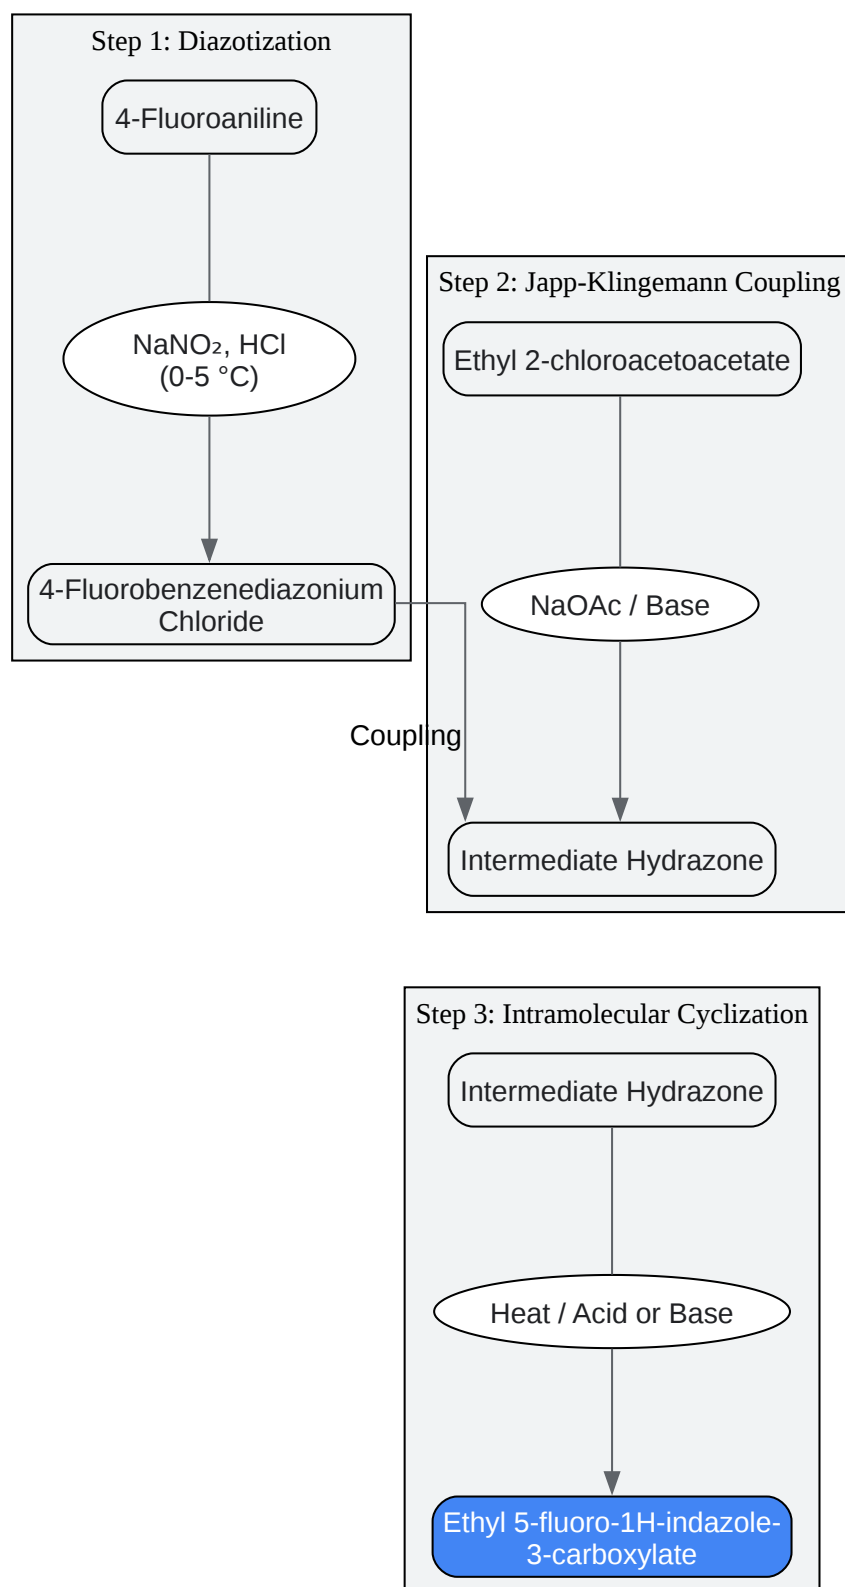 Step 1: Diazotization
4-Fluoroaniline
NaNO₂, HCl
(0-5 °C)
4-Fluorobenzenediazonium
Chloride
Step 2: Japp-Klingemann Coupling
Ethyl 2-chloroacetoacetate
NaOAc / Base
Coupling
Intermediate Hydrazone
Step 3: Intramolecular Cyclization
Intermediate Hydrazone
Heat / Acid or Base
Ethyl 5-fluoro-1H-indazole-
3-carboxylate